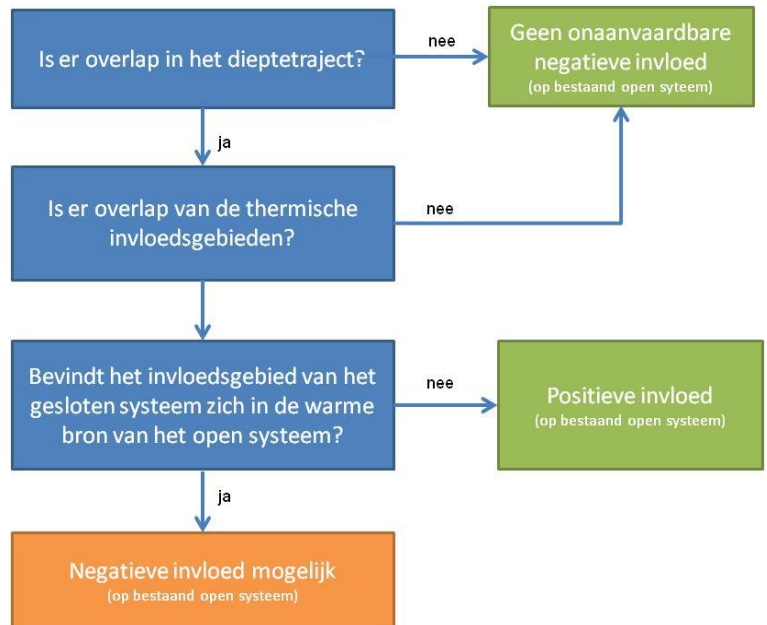 Is er overlap in het dieptetraject?
nee
Geen onaanvaardbare
negatieve invloed
(op bestaand open syteem)
ja
Is er overlap van de thermische
invloedsgebieden?
nee
Bevindt het invloedsgebied van het
gesloten systeem zich in de warme
bron van het open systeem?
nee
Positieve invloed
(op bestaand open systeem)
ja
Negatieve invloed mogelijk
(op bestaand open systeem)